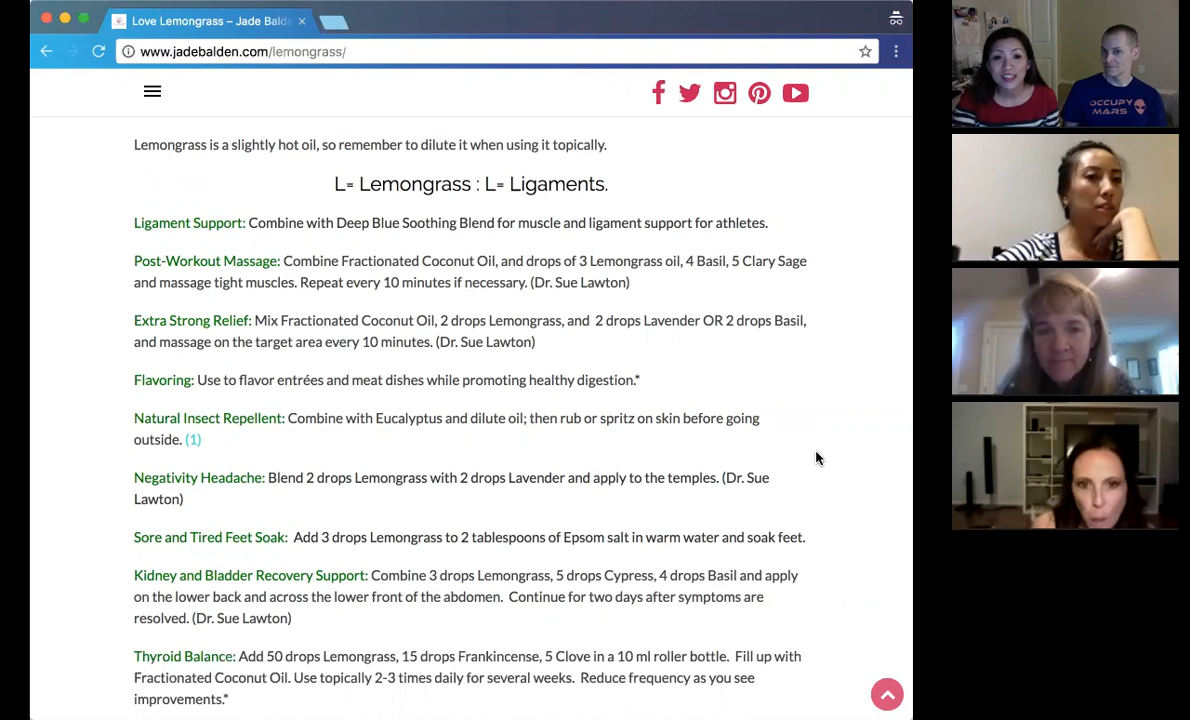 Love Lemongrass – Jade Bald
www.jadebalden.com/lemongrass/
Lemongrass is a slightly hot oil, so remember to dilute it when using it topically.
L= Lemongrass : L= Ligaments.
Ligament Support: Combine with Deep Blue Soothing Blend for muscle and ligament support for athletes.
Post-Workout Massage: Combine Fractionated Coconut Oil, and drops of 3 Lemongrass oil, 4 Basil, 5 Clary Sage
and massage tight muscles. Repeat every 10 minutes if necessary. (Dr. Sue Lawton)
Extra Strong Relief: Mix Fractionated Coconut Oil, 2 drops Lemongrass, and  2 drops Lavender OR 2 drops Basil,
and massage on the target area every 10 minutes. (Dr. Sue Lawton)
Flavoring: Use to flavor entrées and meat dishes while promoting healthy digestion.*
Natural Insect Repellent: Combine with Eucalyptus and dilute oil; then rub or spritz on skin before going
outside. (1)
Negativity Headache: Blend 2 drops Lemongrass with 2 drops Lavender and apply to the temples. (Dr. Sue
Lawton)
Sore and Tired Feet Soak:  Add 3 drops Lemongrass to 2 tablespoons of Epsom salt in warm water and soak feet.
Kidney and Bladder Recovery Support: Combine 3 drops Lemongrass, 5 drops Cypress, 4 drops Basil and apply
on the lower back and across the lower front of the abdomen.  Continue for two days after symptoms are
resolved. (Dr. Sue Lawton)
Thyroid Balance: Add 50 drops Lemongrass, 15 drops Frankincense, 5 Clove in a 10 ml roller bottle.  Fill up with
Fractionated Coconut Oil. Use topically 2-3 times daily for several weeks.  Reduce frequency as you see
improvements.*
OCCUPY
MARS